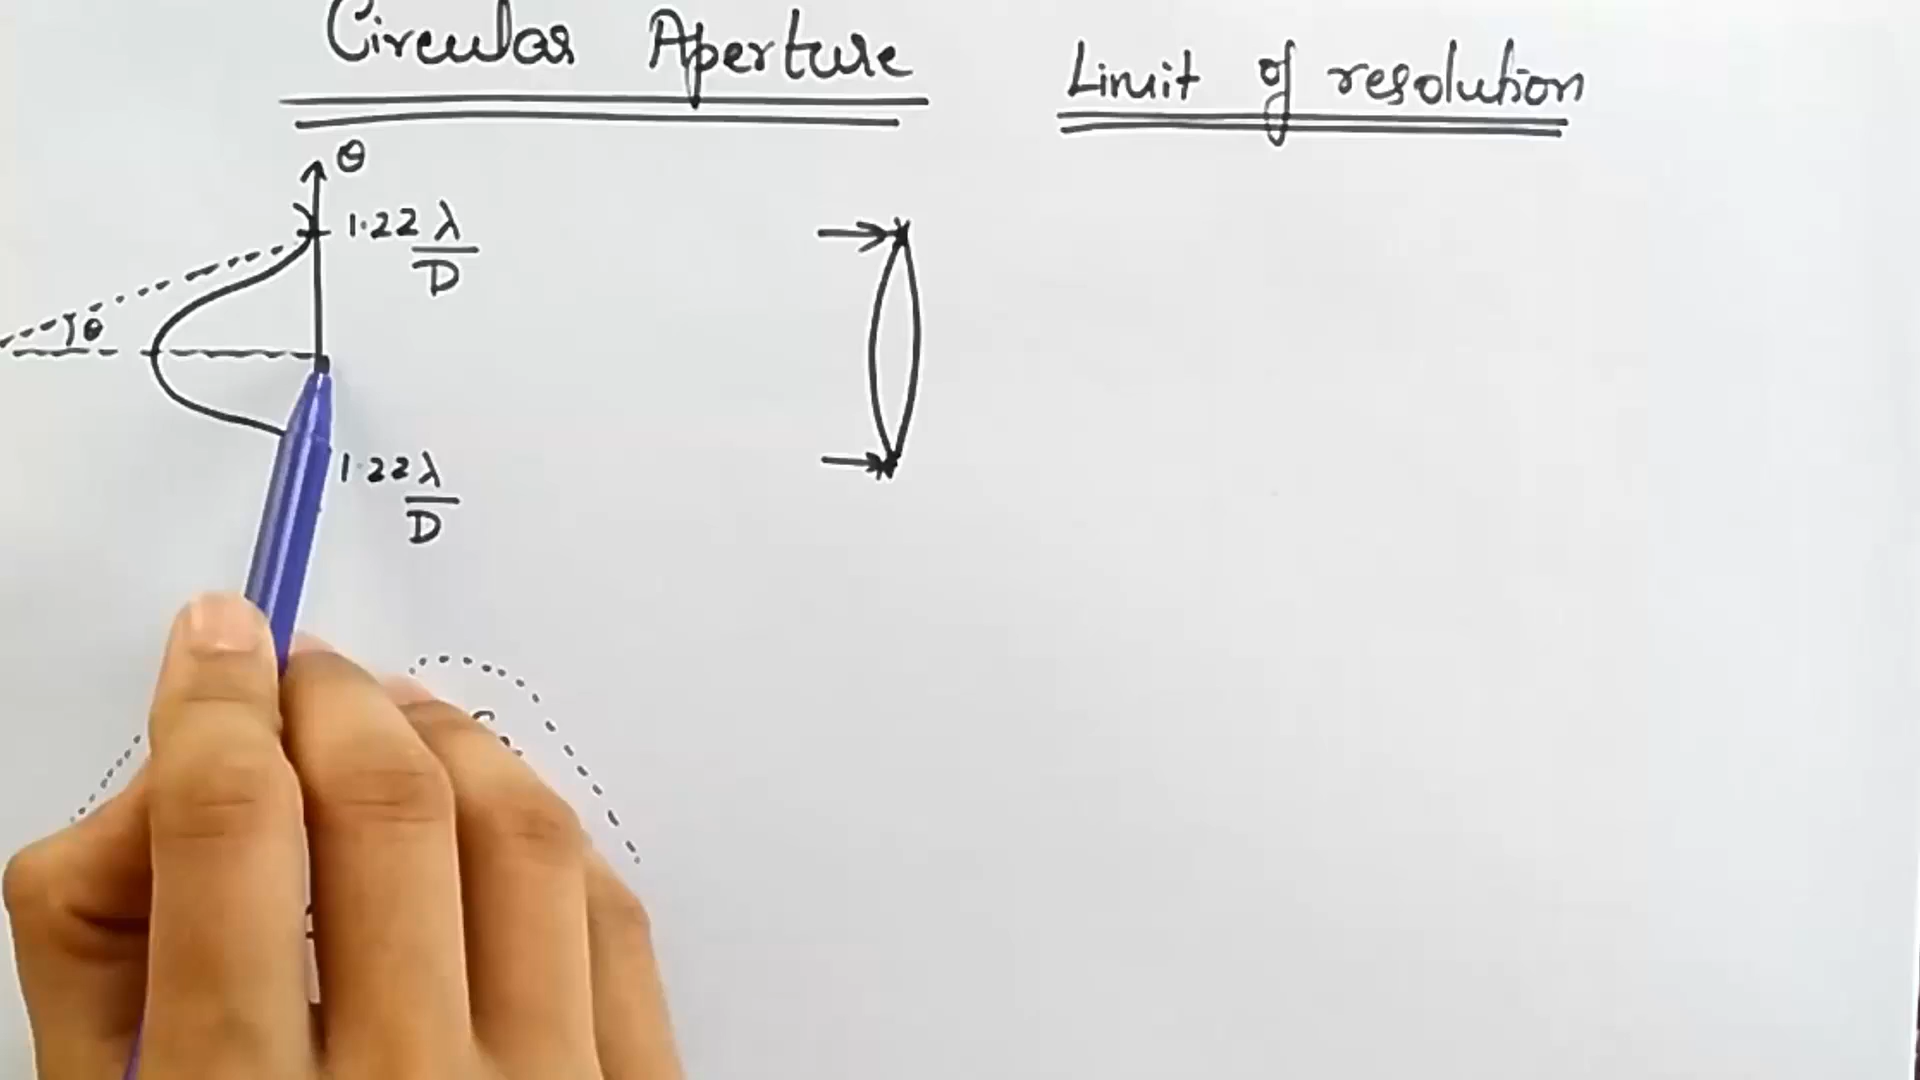 Circular Aperture
Limit of resolution
θ
1.22 λ
D
θ
1.22 λ
D